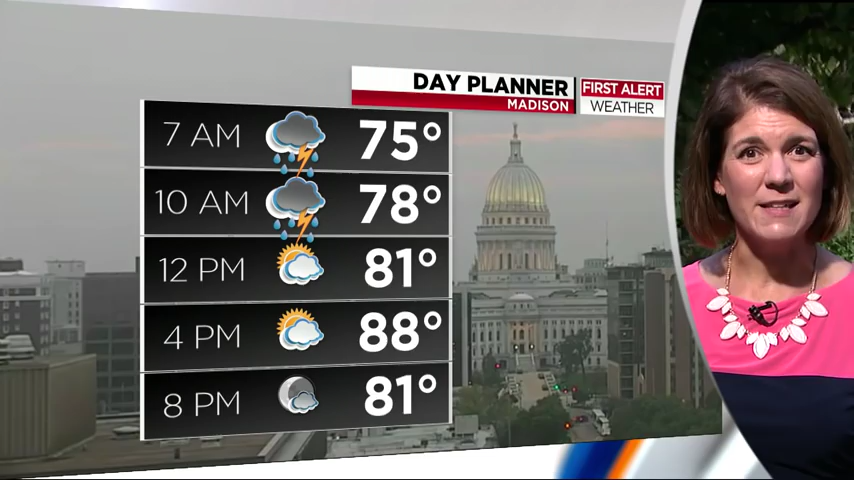 DAY PLANNER
MADISON
FIRST ALERT
WEATHER
7 AM 75°
10 AM 78°
12 PM 81°
4 PM 88°
8 PM 81°